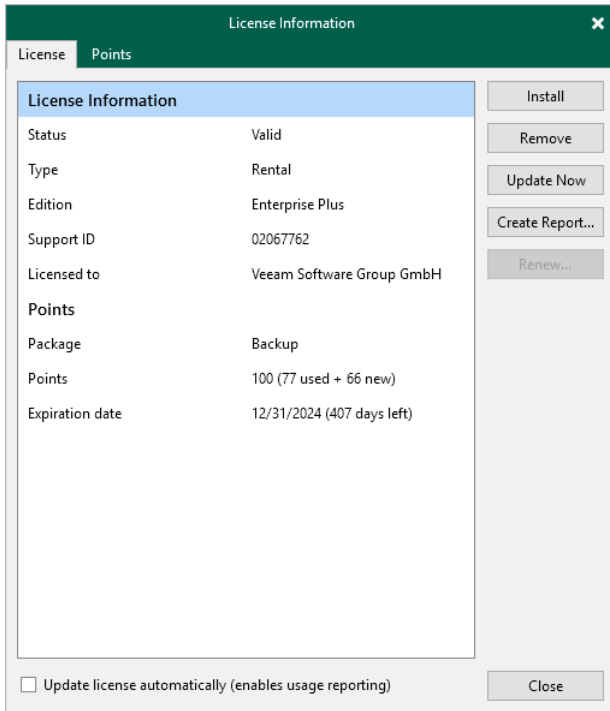 License Information
License
Points
License Information
Status Valid
Type Rental
Edition Enterprise Plus
Support ID 02067762
Licensed to Veeam Software Group GmbH
Points
Package Backup
Points 100 (77 used + 66 new)
Expiration date 12/31/2024 (407 days left)
Install
Remove
Update Now
Create Report...
Renew...
Update license automatically (enables usage reporting)
Close